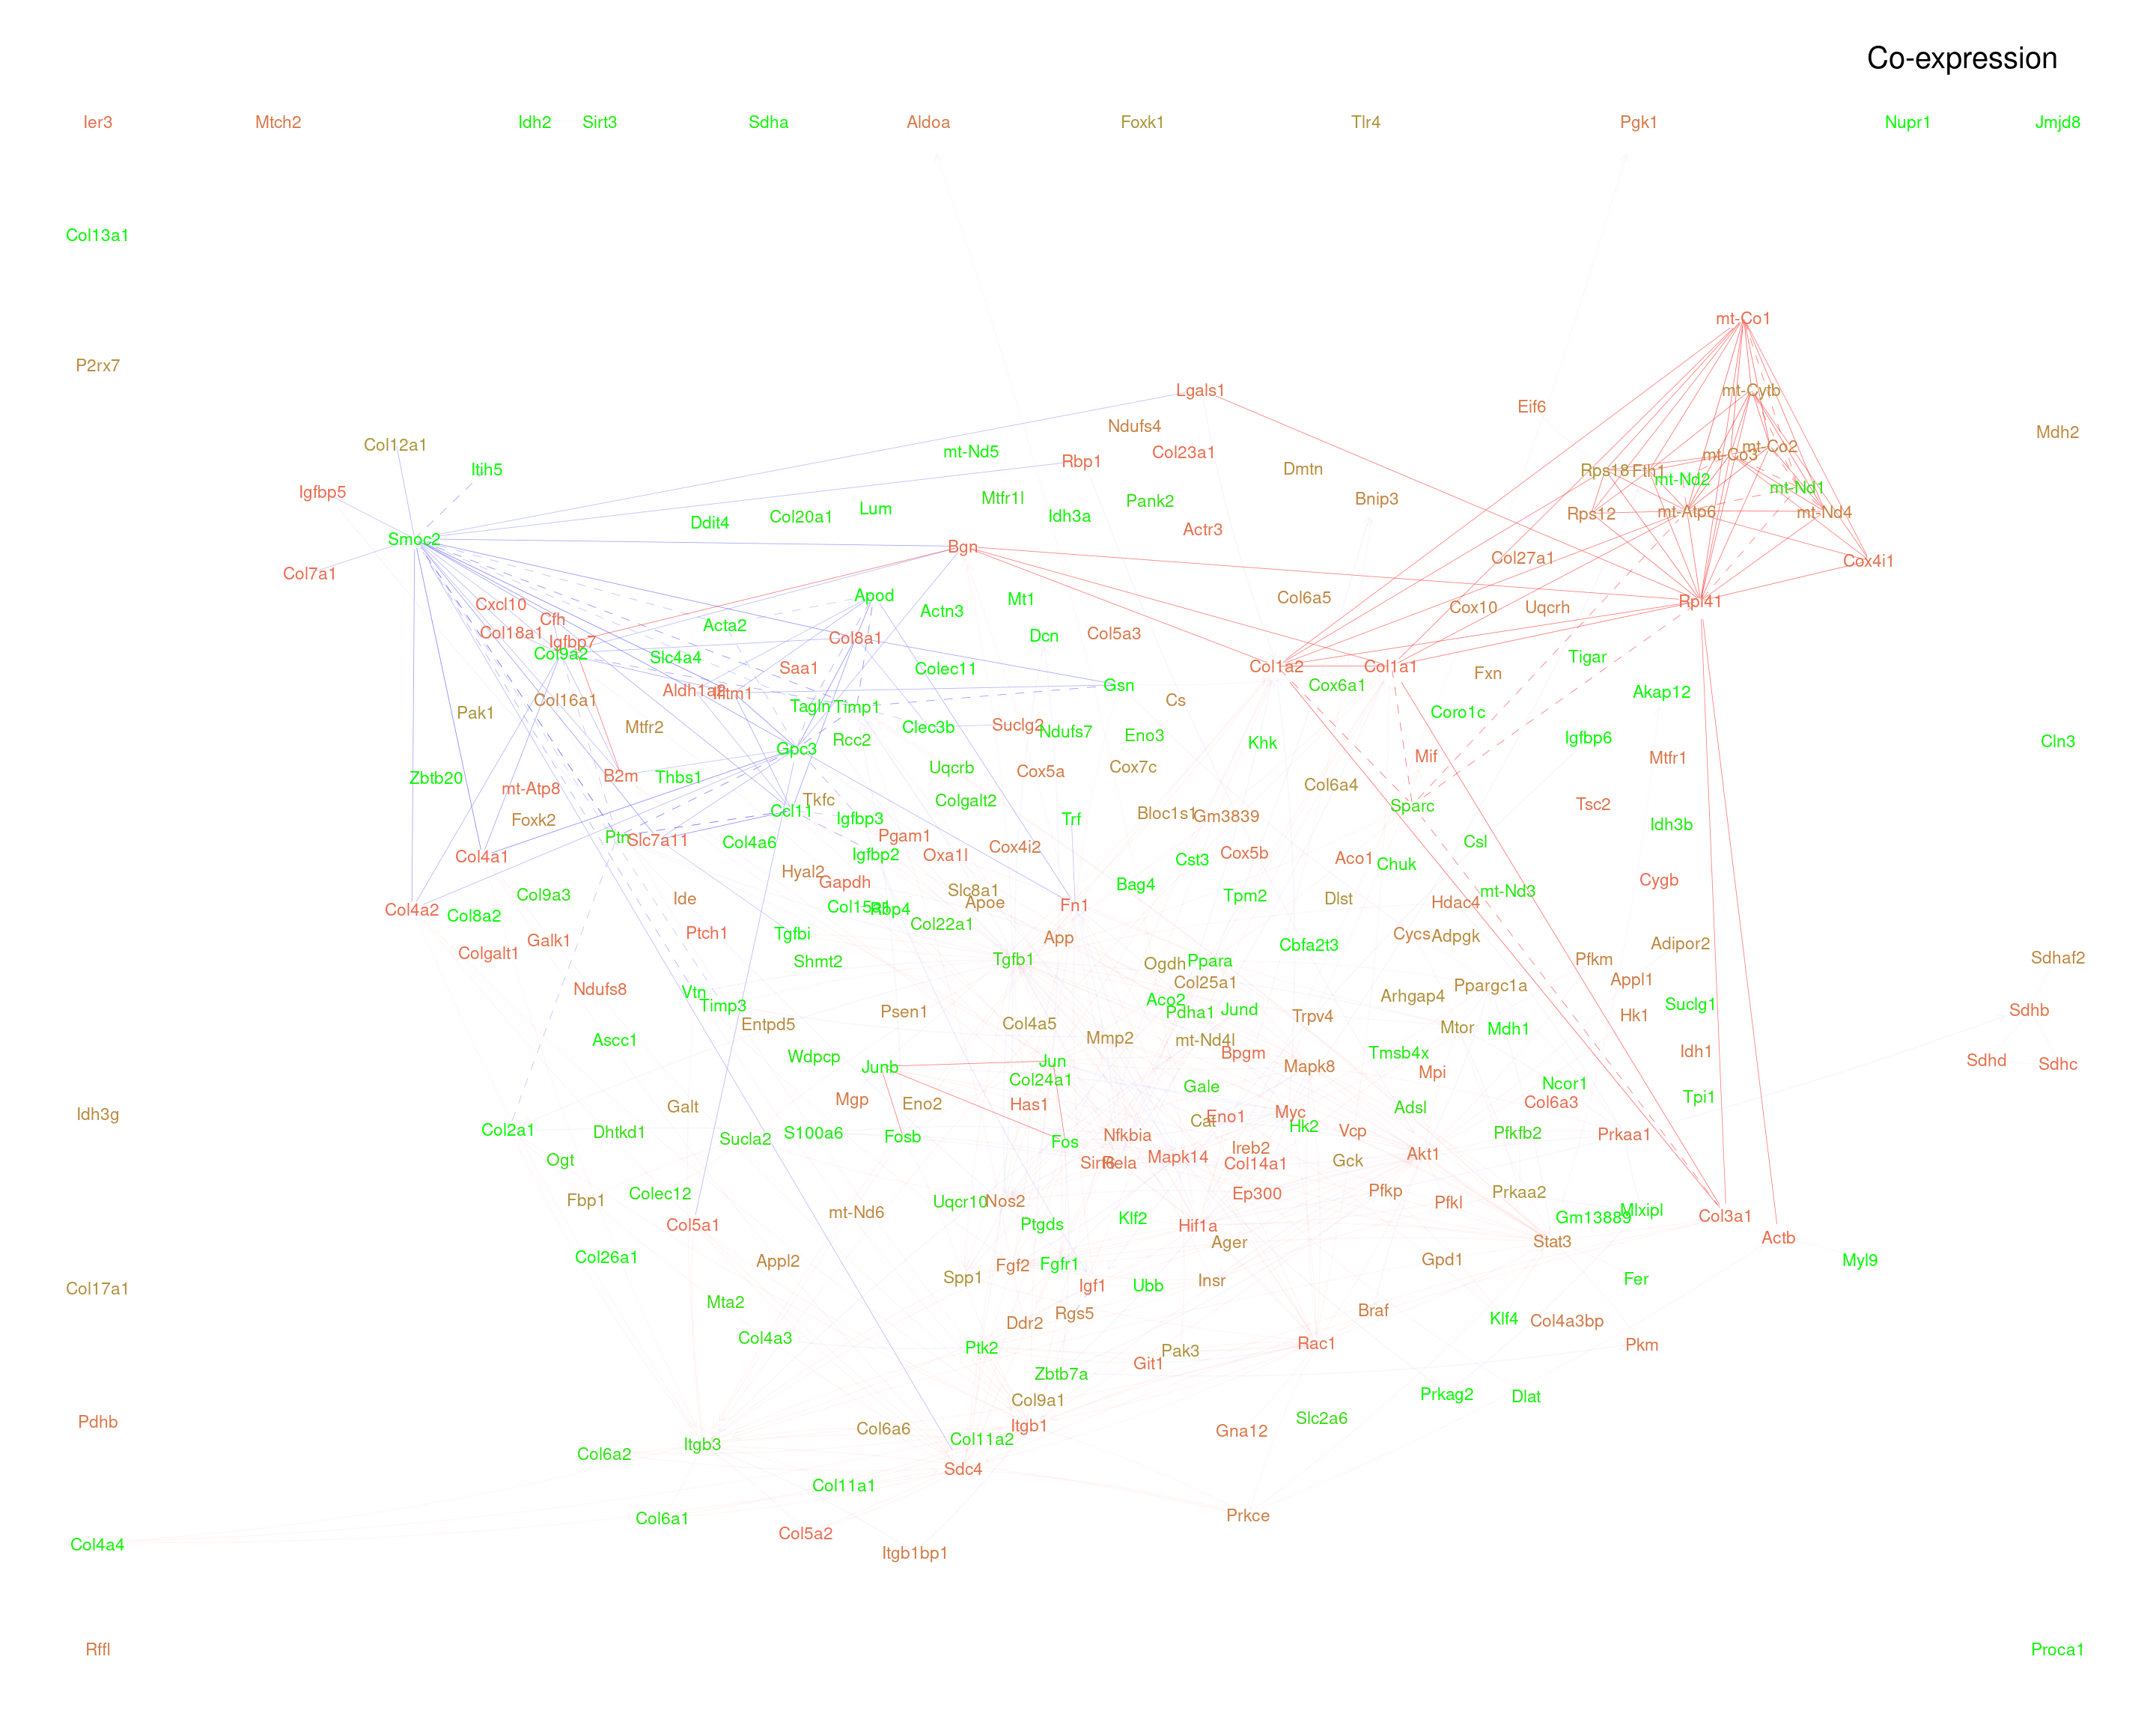 Co-expression
Ier3 Mtch2 Idh2 Sirt3 Sdha Aldoa Foxk1 Tlr4 Pgk1 Nupr1 Jmjd8
Col13a1
mt-Co1
P2rx7
Lgals1 mt-Cytb
Eif6
Ndufs4 Mdh2
Col12a1 mt-Nd5 Col23a1 mt-Co2
Rbp1 mt-Co3
Itih5 Dmtn Rps18 Fth1
mt-Nd2
Igfbp5 Mtfr1l Pank2 Bnip3 mt-Nd1
Ddit4 Col20a1 Lum Idh3a Rps12 mt-Atp6 mt-Nd4
Smoc2 Bgn Actr3
Col27a1 Cox4i1
Col7a1
Cxcl10 Apod Actn3 Mt1 Col6a5 Cox10 Uqcrh Rpl41
Cfh Acta2
Col18a1 Igfbp7 Col8a1 Dcn Col5a3
Col9a2 Slc4a4 Saa1 Colec11 Col1a2 Col1a1 Fxn Tigar
Col16a1 Aldh1a2 Ifitm1 Gsn Cox6a1 Akap12
Pak1 Mtfr2 Tagln Timp1 Clec3b Suclg2 Ndufs7 Cs Coro1c
Gpc3 Rcc2 Eno3 Khk Igfbp6 Cln3
Zbtb20 B2m Thbs1 Uqcrb Cox5a Cox7c Mif Mtfr1
mt-Atp8 Tkfc Colgalt2 Col6a4
Foxk2 Ccl11 Igfbp3 Trf Bloc1s1 Gm3839 Sparc Tsc2
Ptn Slc7a11 Col4a6 Pgam1 Cox4i2 Idh3b
Col4a1 Igfbp2 Oxa1l Cst3 Cox5b Aco1 Chuk Csl
Hyal2 Gapdh Slc8a1 Bag4 mt-Nd3 Cygb
Col9a3 Ide Apoe Tpm2 Dlst
Col4a2 Col8a2 Col15a1 Rbp4 Fn1 Hdac4
Colgalt1 Galk1 Ptch1 Tgfbi Col22a1 App Cbfa2t3 Cycs Adpgk Adipor2
Shmt2 Tgfb1 Ogdh Ppara Pfkm Sdhaf2
Ndufs8 Vtn Timp3 Col25a1 Arhgap4 Ppargc1a Appl1
Entpd5 Psen1 Aco2 Pdha1 Jund Trpv4 Hk1 Suclg1 Sdhb
Ascc1 Col4a5 Mmp2 mt-Nd4l Mtor Mdh1
Wdpcp Junb Jun Bpgm Mapk8 Tmsb4x Idh1 Sdhd Sdhc
Col24a1 Gale Mpi Ncor1
Idh3g Galt Mgp Eno2 Has1 Eno1 Myc Adsl Col6a3 Tpi1
Col2a1 Dhtkd1 Sucla2 S100a6 Fosb Fos Nfkbia Cat Hk2 Vcp Pfkfb2 Prkaa1
Ogt Rela Mapk14 Ireb2 Col14a1 Gck Akt1
Fbp1 Colec12 Uqcr10 Nos2 Ep300 Pfkp Pfkl Prkaa2
Col5a1 mt-Nd6 Ptgds Klf2 Hif1a Gm13889 Mlxipl Col3a1
Col26a1 Appl2 Fgf2 Fgfr1 Ager Stat3 Actb
Col17a1 Spp1 Igf1 Ubb Insr Gpd1 Fer Myl9
Mta2 Ddr2 Rgs5 Braf Klf4 Col4a3bp
Col4a3 Ptk2 Pak3 Git1 Rac1 Pkm
Zbtb7a Prkag2 Dlat
Pdhb Col6a6 Col9a1 Itgb1 Gna12 Slc2a6
Col6a2 Itgb3 Col11a2
Sdc4
Col11a1
Col4a4 Col6a1 Col5a2 Prkce
Itgb1bp1
Rffl Proca1